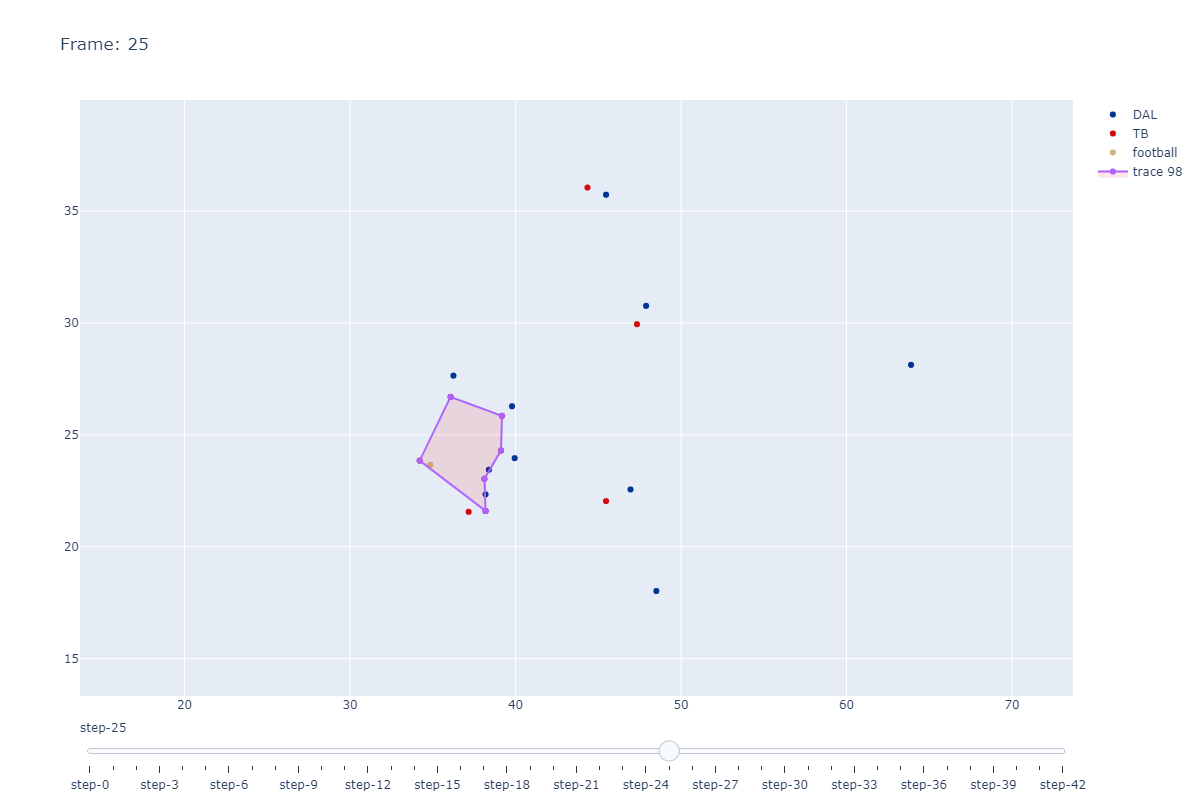 Frame: 25
DAL
TB
football
trace 98
35
30
25
20
15
20 30 40 50 60 70
step-25
step-0 step-3 step-6 step-9 step-12 step-15 step-18 step-21 step-24 step-27 step-30 step-33 step-36 step-39 step-42